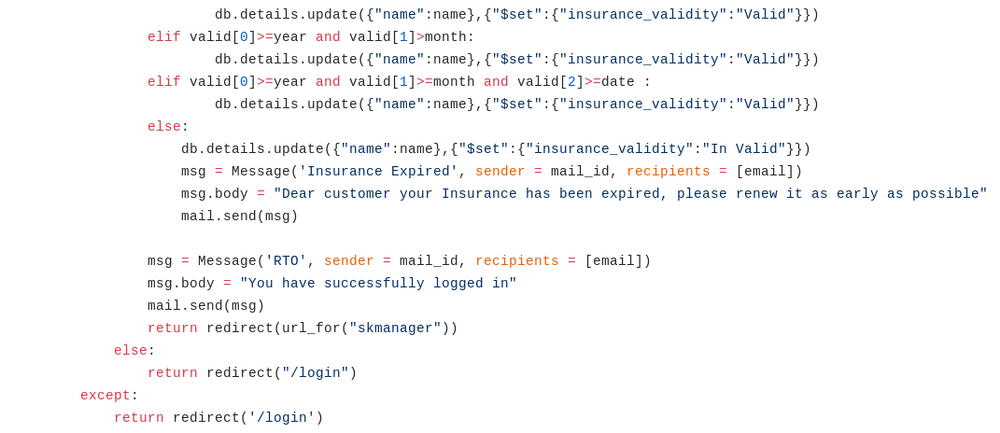 db.details.update({"name":name},{"$set":{"insurance_validity":"Valid"}})
        elif valid[0]>=year and valid[1]>month:
                db.details.update({"name":name},{"$set":{"insurance_validity":"Valid"}})
        elif valid[0]>=year and valid[1]>=month and valid[2]>=date :
                db.details.update({"name":name},{"$set":{"insurance_validity":"Valid"}})
        else:
            db.details.update({"name":name},{"$set":{"insurance_validity":"In Valid"}})
            msg = Message('Insurance Expired', sender = mail_id, recipients = [email])
            msg.body = "Dear customer your Insurance has been expired, please renew it as early as possible"
            mail.send(msg)

        msg = Message('RTO', sender = mail_id, recipients = [email])
        msg.body = "You have successfully logged in"
        mail.send(msg)
        return redirect(url_for("skmanager"))
    else:
        return redirect("/login")
except:
    return redirect('/login')